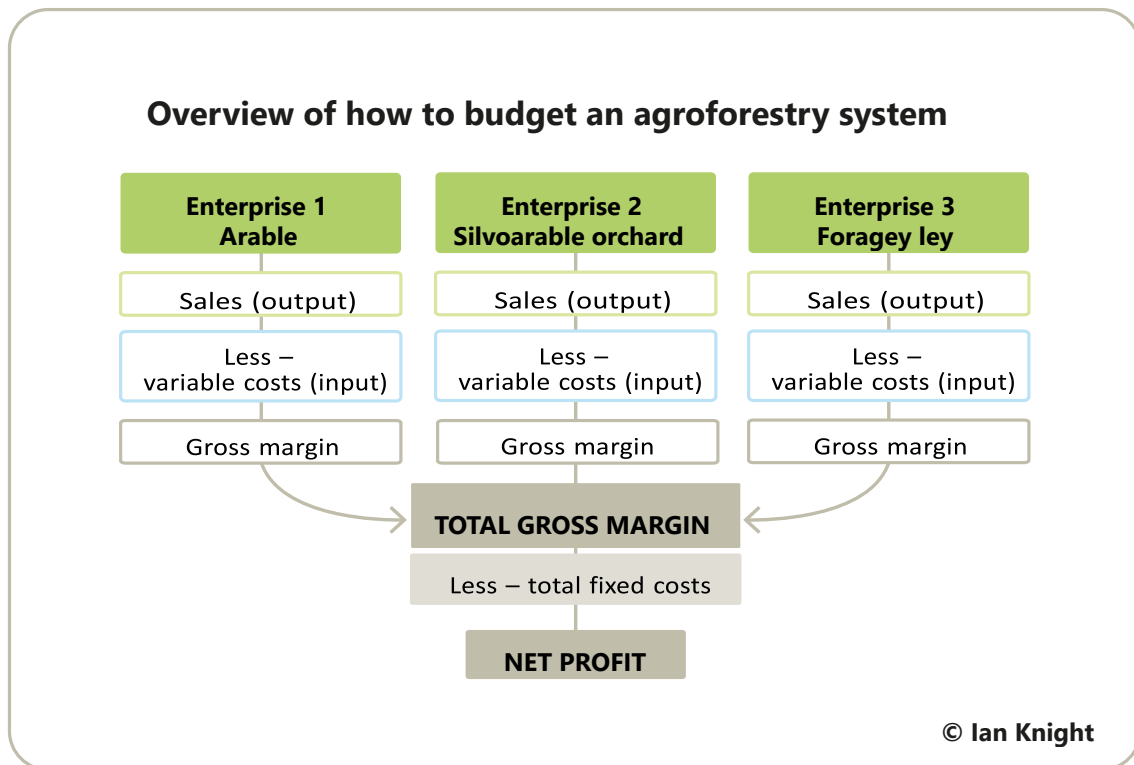 Overview of how to budget an agroforestry system
Enterprise 1
Arable
Enterprise 2
Silvoarable orchard
Enterprise 3
Foragey ley
Sales (output)
Sales (output)
Sales (output)
Less –
variable costs (input)
Less –
variable costs (input)
Less –
variable costs (input)
Gross margin
Gross margin
Gross margin
TOTAL GROSS MARGIN
Less – total fixed costs
NET PROFIT
© Ian Knight